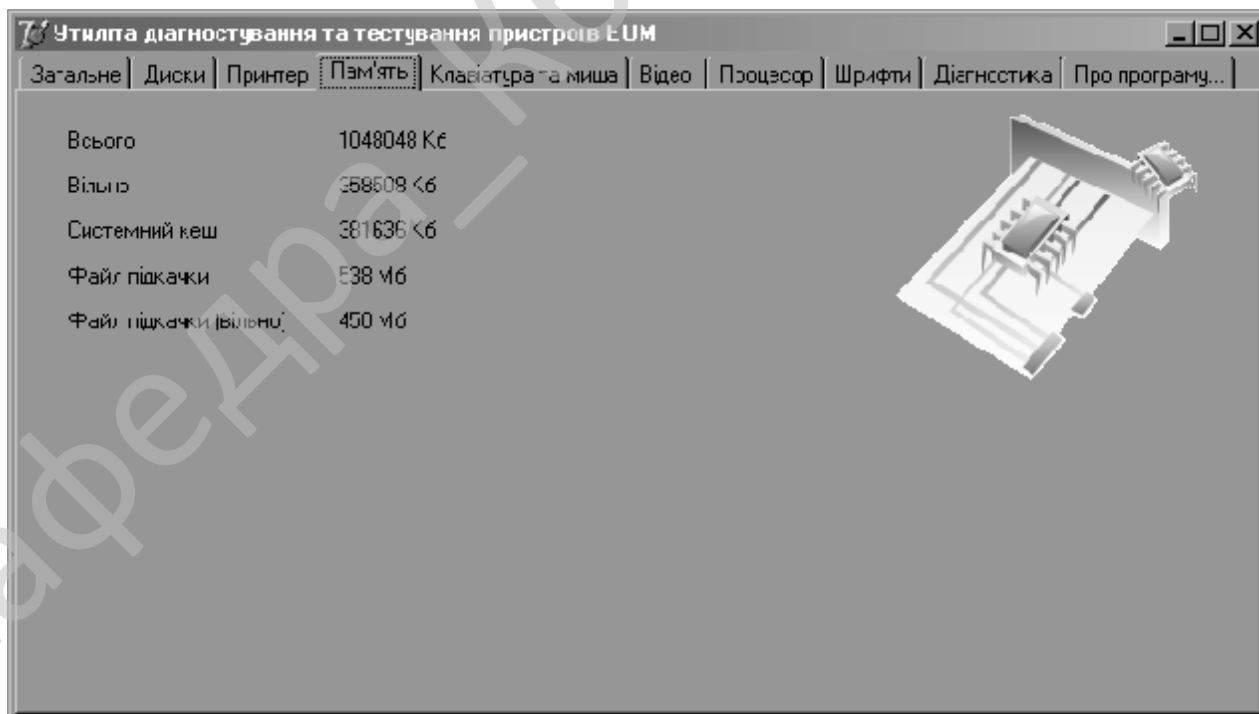 Утиліта діагностування та тестування пристроїв EOM
Загальне Диски Принтер Пам'ять Клавіатура та миша Відео Процесор Шрифти Діагностика Про програму...
Всього 1048048 Кб
Вільно 358508 Кб
Системний кеш 381636 Кб
Файл підкачки 538 Мб
Файл підкачки (вільно) 450 Мб